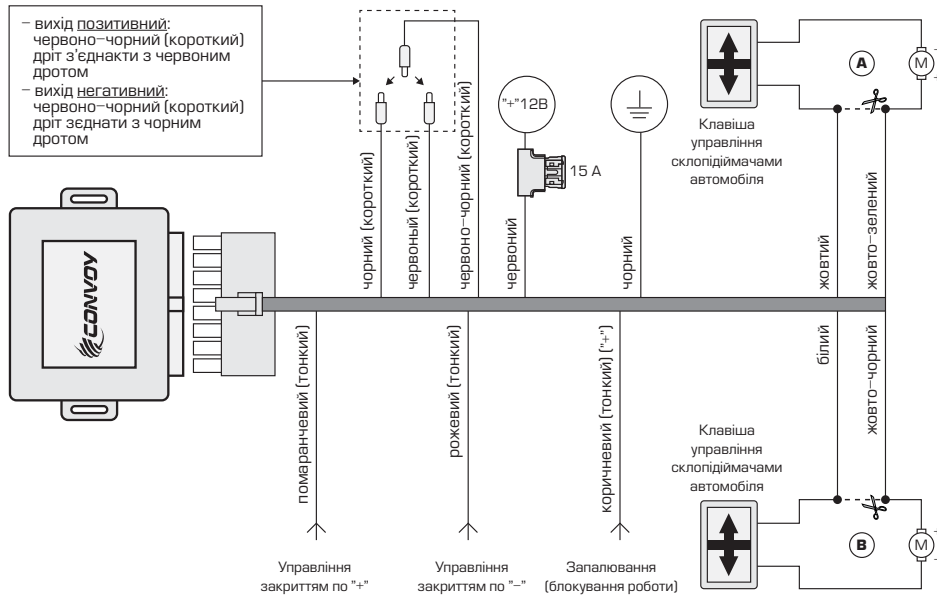 – вихід позитивний:
червоно–чорний (короткий)
дріт з’єднакти з червоним
дротом
– вихід негативний:
червоно–чорний (короткий)
дріт зєднати з чорним
дротом
"+"12В
15 А
Клавіша
управління
склопідіймачами
автомобіля
A
M
чорний (короткий)
червоный (короткий)
червоно–чорний (короткий)
червоний
чорний
жовтий
жовто–зелений
CONVOY
помаранчевий (тонкий)
рожевий (тонкий)
коричневий (тонкий) ("+")
білий
жовто–чорний
Клавіша
управління
склопідіймачами
автомобіля
B
M
Управління
закриттям по "+"
Управління
закриттям по "–"
Запалювання
(блокування роботи)